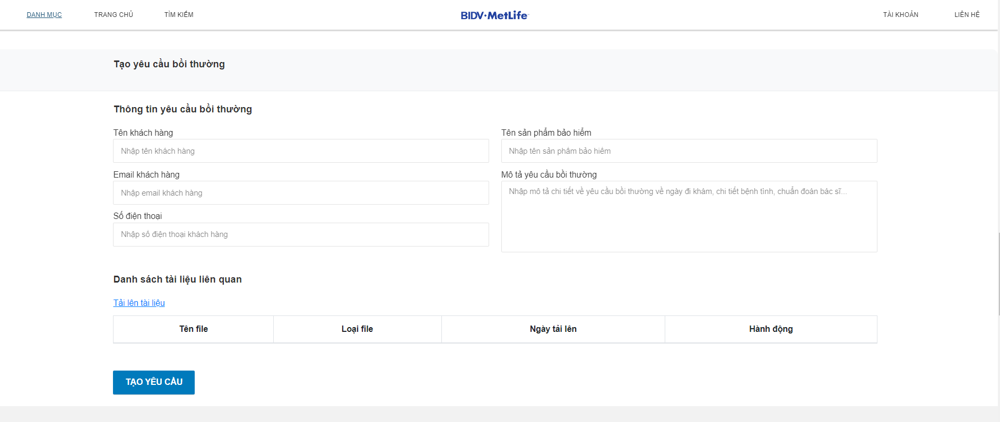 DANH MỤC
TRANG CHỦ
TÌM KIẾM
BIDV MetLife
TÀI KHOẢN
LIÊN HỆ
Tạo yêu cầu bồi thường
Thông tin yêu cầu bồi thường
Tên khách hàng
Nhập tên khách hàng
Email khách hàng
Nhập email khách hàng
Số điện thoại
Nhập số điện thoại khách hàng
Tên sản phẩm bảo hiểm
Nhập tên sản phẩm bảo hiểm
Mô tả yêu cầu bồi thường
Nhập mô tả chi tiết về yêu cầu bồi thường về ngày đi khám, chi tiết bệnh tình, chuẩn đoán bác sĩ...
Danh sách tài liệu liên quan
Tải lên tài liệu
Tên file
Loại file
Ngày tải lên
Hành động
TẠO YÊU CẦU